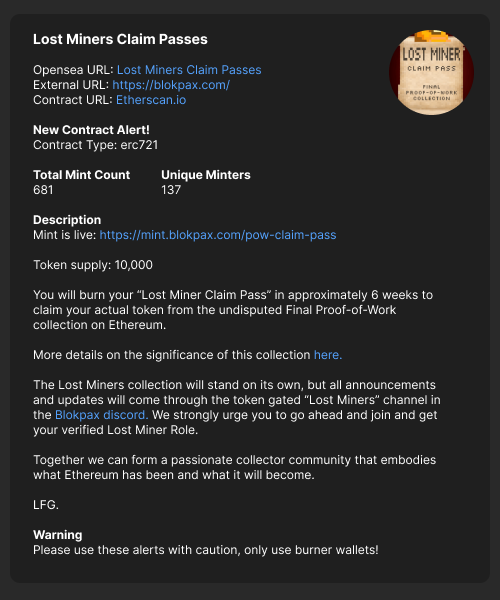 Lost Miners Claim Passes
LOST MINER
CLAIM PASS
FINAL
PROOF-OF-WORK
COLLECTION
Opensea URL: Lost Miners Claim Passes
External URL: https://blokpax.com/
Contract URL: Etherscan.io
New Contract Alert!
Contract Type: erc721
Total Mint Count Unique Minters
681 137
Description
Mint is live: https://mint.blokpax.com/pow-claim-pass
Token supply: 10,000
You will burn your “Lost Miner Claim Pass” in approximately 6 weeks to
claim your actual token from the undisputed Final Proof-of-Work
collection on Ethereum.
More details on the significance of this collection here.
The Lost Miners collection will stand on its own, but all announcements
and updates will come through the token gated “Lost Miners” channel in
the Blokpax discord. We strongly urge you to go ahead and join and get
your verified Lost Miner Role.
Together we can form a passionate collector community that embodies
what Ethereum has been and what it will become.
LFG.
Warning
Please use these alerts with caution, only use burner wallets!